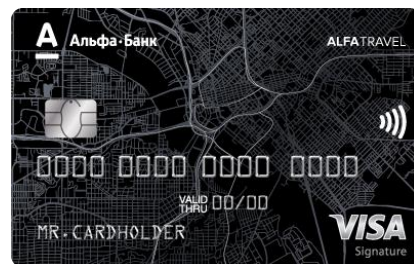 А Альфа·Банк ALFATRAVEL
0000 0000 0000 0000
VALID THRU 00/00
MR.CARDHOLDER
VISA
Signature